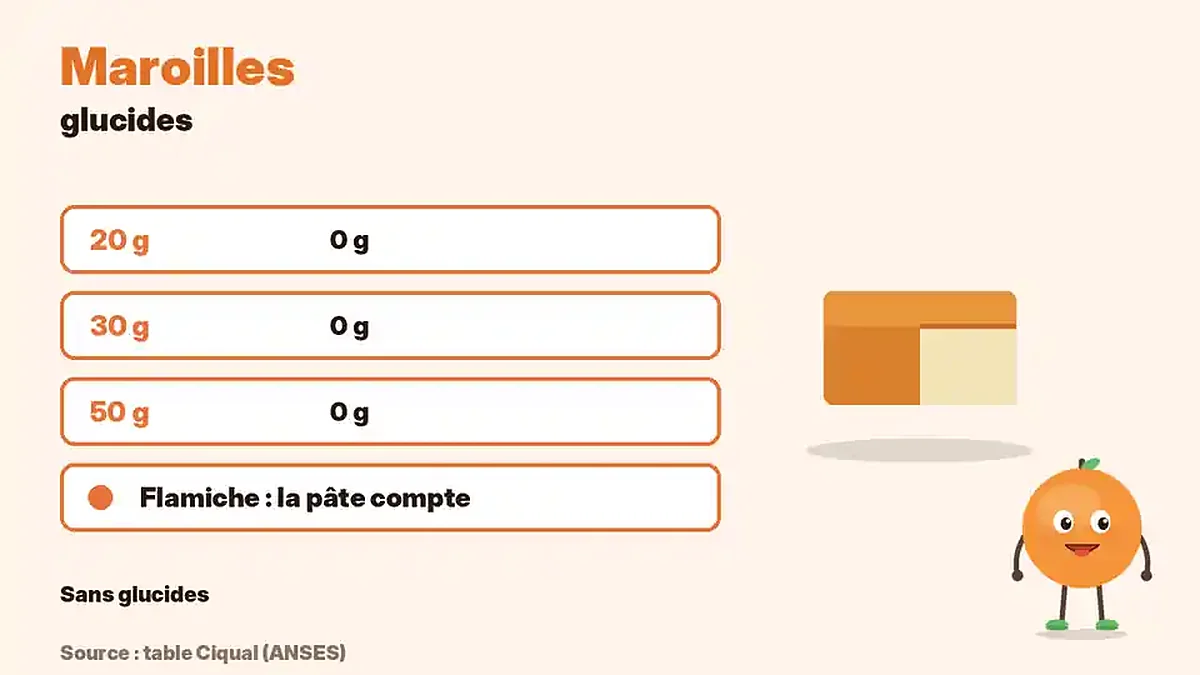 Maroilles
glucides
20 g 0 g
30 g 0 g
50 g 0 g
Flamiche : la pâte compte
Sans glucides
Source : table Ciqual (ANSES)